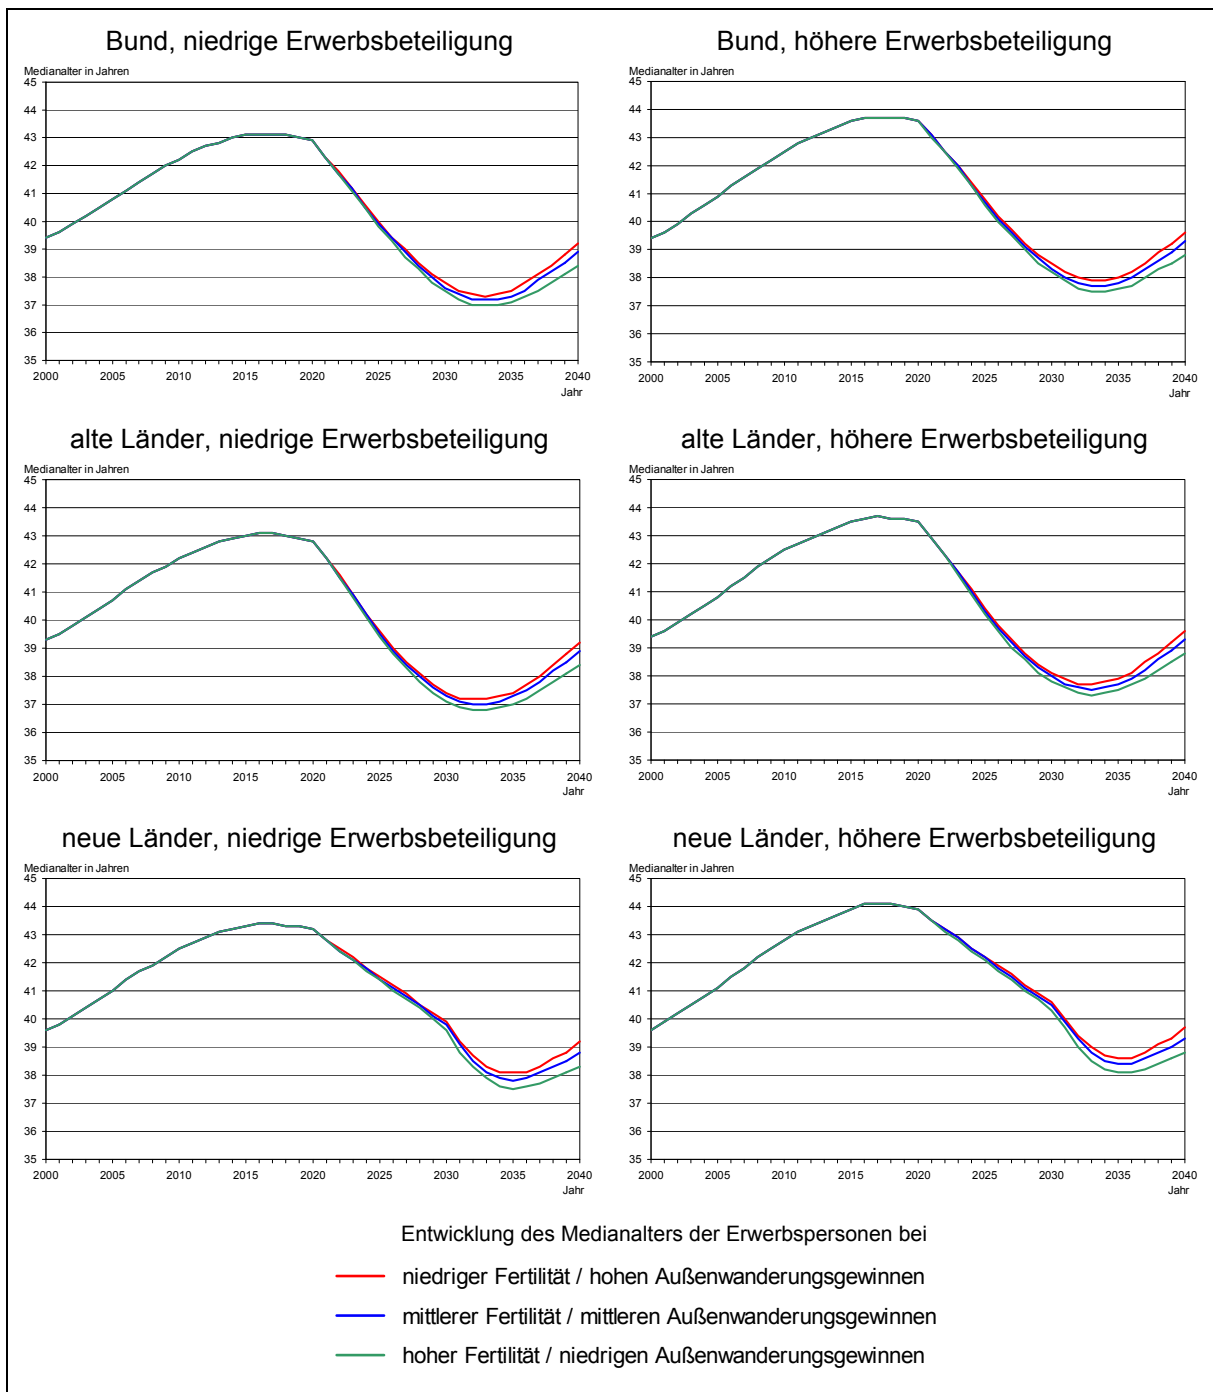 Bund, niedrige Erwerbsbeteiligung
Medianalter in Jahren
45
44
43
42
41
40
39
38
37
36
35
2000 2005 2010 2015 2020 2025 2030 2035 2040
Jahr
Bund, höhere Erwerbsbeteiligung
Medianalter in Jahren
45
44
43
42
41
40
39
38
37
36
35
2000 2005 2010 2015 2020 2025 2030 2035 2040
Jahr
alte Länder, niedrige Erwerbsbeteiligung
Medianalter in Jahren
45
44
43
42
41
40
39
38
37
36
35
2000 2005 2010 2015 2020 2025 2030 2035 2040
Jahr
alte Länder, höhere Erwerbsbeteiligung
Medianalter in Jahren
45
44
43
42
41
40
39
38
37
36
35
2000 2005 2010 2015 2020 2025 2030 2035 2040
Jahr
neue Länder, niedrige Erwerbsbeteiligung
Medianalter in Jahren
45
44
43
42
41
40
39
38
37
36
35
2000 2005 2010 2015 2020 2025 2030 2035 2040
Jahr
neue Länder, höhere Erwerbsbeteiligung
Medianalter in Jahren
45
44
43
42
41
40
39
38
37
36
35
2000 2005 2010 2015 2020 2025 2030 2035 2040
Jahr
Entwicklung des Medianalters der Erwerbspersonen bei
niedriger Fertilität / hohen Außenwanderungsgewinnen
mittlerer Fertilität / mittleren Außenwanderungsgewinnen
hoher Fertilität / niedrigen Außenwanderungsgewinnen